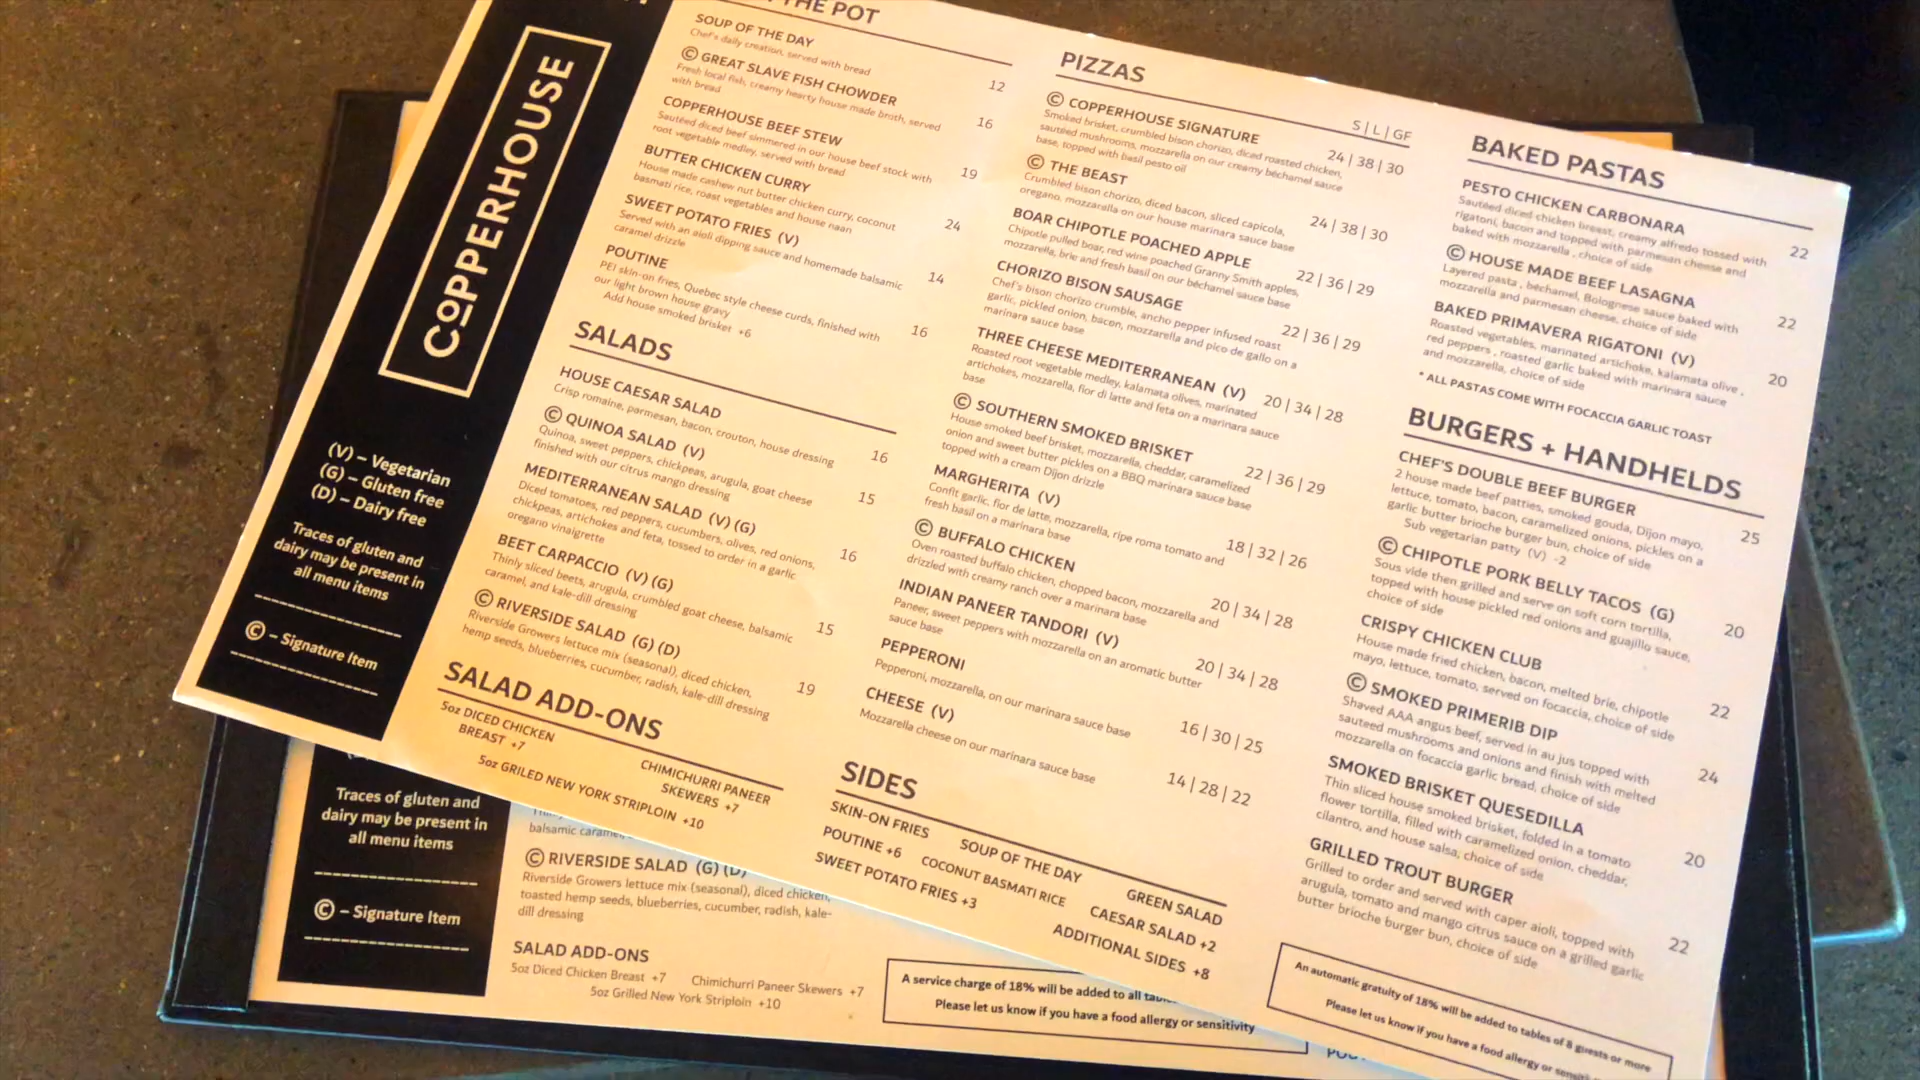 COPPERHOUSE
(V) – Vegetarian
(G) – Gluten free
(D) – Dairy free
Traces of gluten and
dairy may be present in
all menu items
© – Signature Item
THE POT
SOUP OF THE DAY
Chef's daily creation, served with bread
12
© GREAT SLAVE FISH CHOWDER
Fresh local fish, creamy hearty house made broth, served
with bread
16
COPPERHOUSE BEEF STEW
Sautéed diced beef simmered in our house beef stock with
root vegetable medley, served with bread
19
BUTTER CHICKEN CURRY
House made cashew nut butter chicken curry, coconut
basmati rice, roast vegetables and house naan
24
SWEET POTATO FRIES (V)
Served with an aioli dipping sauce and homemade balsamic
caramel drizzle
14
POUTINE
PEI skin-on fries, Quebec style cheese curds, finished with
our light brown house gravy
Add house smoked brisket +6
16
SALADS
HOUSE CAESAR SALAD
Crisp romaine, parmesan, bacon, crouton, house dressing
16
© QUINOA SALAD (V)
Quinoa, sweet peppers, chickpeas, arugula, goat cheese
finished with our citrus mango dressing
15
MEDITERRANEAN SALAD (V) (G)
Diced tomatoes, red peppers, cucumbers, olives, red onions,
chickpeas, artichokes and feta, tossed to order in a garlic
oregano vinaigrette
16
BEET CARPACCIO (V) (G)
Thinly sliced beets, arugula, crumbled goat cheese, balsamic
caramel, and kale-dill dressing
15
© RIVERSIDE SALAD (G) (D)
Riverside Growers lettuce mix (seasonal), diced chicken,
hemp seeds, blueberries, cucumber, radish, kale-dill dressing
19
SALAD ADD-ONS
5oz DICED CHICKEN
BREAST +7
CHIMICHURRI PANEER
SKEWERS +7
5oz GRILED NEW YORK STRIPLOIN +10
PIZZAS
S | L | GF
© COPPERHOUSE SIGNATURE
24 | 38 | 30
Smoked brisket, crumbled bison chorizo, diced roasted chicken,
sautéed mushrooms, mozzarella on our creamy béchamel sauce
base, topped with basil pesto oil
© THE BEAST
24 | 38 | 30
Crumbled bison chorizo, diced bacon, sliced capicola,
oregano, mozzarella on our house marinara sauce base
BOAR CHIPOTLE POACHED APPLE
22 | 36 | 29
Chipotle pulled boar, red wine poached Granny Smith apples,
mozzarella, brie and fresh basil on our béchamel sauce base
CHORIZO BISON SAUSAGE
22 | 36 | 29
Chef's bison chorizo crumble, ancho pepper infused roast
garlic, pickled onion, bacon, mozzarella and pico de gallo on a
marinara sauce base
THREE CHEESE MEDITERRANEAN (V)
20 | 34 | 28
Roasted root vegetable medley, kalamata olives, marinated
artichokes, mozzarella, fior di latte and feta on a marinara sauce
base
© SOUTHERN SMOKED BRISKET
22 | 36 | 29
House smoked beef brisket, mozzarella, cheddar, caramelized
onion and sweet butter pickles on a BBQ marinara sauce base
topped with a cream Dijon drizzle
MARGHERITA (V)
18 | 32 | 26
Confit garlic, fior de latte, mozzarella, ripe roma tomato and
fresh basil on a marinara base
© BUFFALO CHICKEN
20 | 34 | 28
Oven roasted buffalo chicken, chopped bacon, mozzarella and
drizzled with creamy ranch over a marinara base
INDIAN PANEER TANDORI (V)
20 | 34 | 28
Paneer, sweet peppers with mozzarella on an aromatic butter
sauce base
PEPPERONI
16 | 30 | 25
Pepperoni, mozzarella, on our marinara sauce base
CHEESE (V)
14 | 28 | 22
Mozzarella cheese on our marinara sauce base
SIDES
SKIN-ON FRIES
SOUP OF THE DAY
GREEN SALAD
POUTINE +6
COCONUT BASMATI RICE
CAESAR SALAD +2
SWEET POTATO FRIES +3
ADDITIONAL SIDES +8
BAKED PASTAS
PESTO CHICKEN CARBONARA
Sautéed diced chicken breast, creamy alfredo tossed with
rigatoni, bacon and topped with parmesan cheese and
baked with mozzarella , choice of side
22
© HOUSE MADE BEEF LASAGNA
Layered pasta , béchamel, Bolognese sauce baked with
mozzarella and parmesan cheese, choice of side
22
BAKED PRIMAVERA RIGATONI (V)
Roasted vegetables, marinated artichoke, kalamata olive ,
red peppers , roasted garlic baked with marinara sauce
and mozzarella, choice of side
20
* ALL PASTAS COME WITH FOCACCIA GARLIC TOAST
BURGERS + HANDHELDS
CHEF'S DOUBLE BEEF BURGER
2 house made beef patties, smoked gouda, Dijon mayo,
lettuce, tomato, bacon, caramelized onions, pickles on a
garlic butter brioche burger bun, choice of side
Sub vegetarian patty (V) -2
25
© CHIPOTLE PORK BELLY TACOS (G)
Sous vide then grilled and serve on soft corn tortilla,
topped with house pickled red onions and guajillo sauce,
choice of side
20
CRISPY CHICKEN CLUB
House made fried chicken, bacon, melted brie, chipotle
mayo, lettuce, tomato, served on focaccia, choice of side
22
© SMOKED PRIMERIB DIP
Shaved AAA angus beef, served in au jus topped with
sauteed mushrooms and onions and finish with melted
mozzarella on focaccia garlic bread, choice of side
24
SMOKED BRISKET QUESEDILLA
Thin sliced house smoked brisket, folded in a tomato
flower tortilla, filled with caramelized onion, cheddar,
cilantro, and house salsa, choice of side
20
GRILLED TROUT BURGER
Grilled to order and served with caper aioli, topped with
arugula, tomato and mango citrus sauce on a grilled garlic
butter brioche burger bun, choice of side
22
An automatic gratuity of 18% will be added to tables of 8 guests or more
Please let us know if you have a food allergy or
Traces of gluten and
dairy may be present in
all menu items
© – Signature Item
balsamic
© RIVERSIDE SALAD (G) (D)
Riverside Growers lettuce mix (seasonal), diced chicken,
toasted hemp seeds, blueberries, cucumber, radish, kale-
dill dressing
SALAD ADD-ONS
5oz Diced Chicken Breast +7
Chimichurri Paneer Skewers +7
5oz Grilled New York Striploin +10
A service charge of 18% will be added to all
Please let us know if you have a food allergy or sensitivity